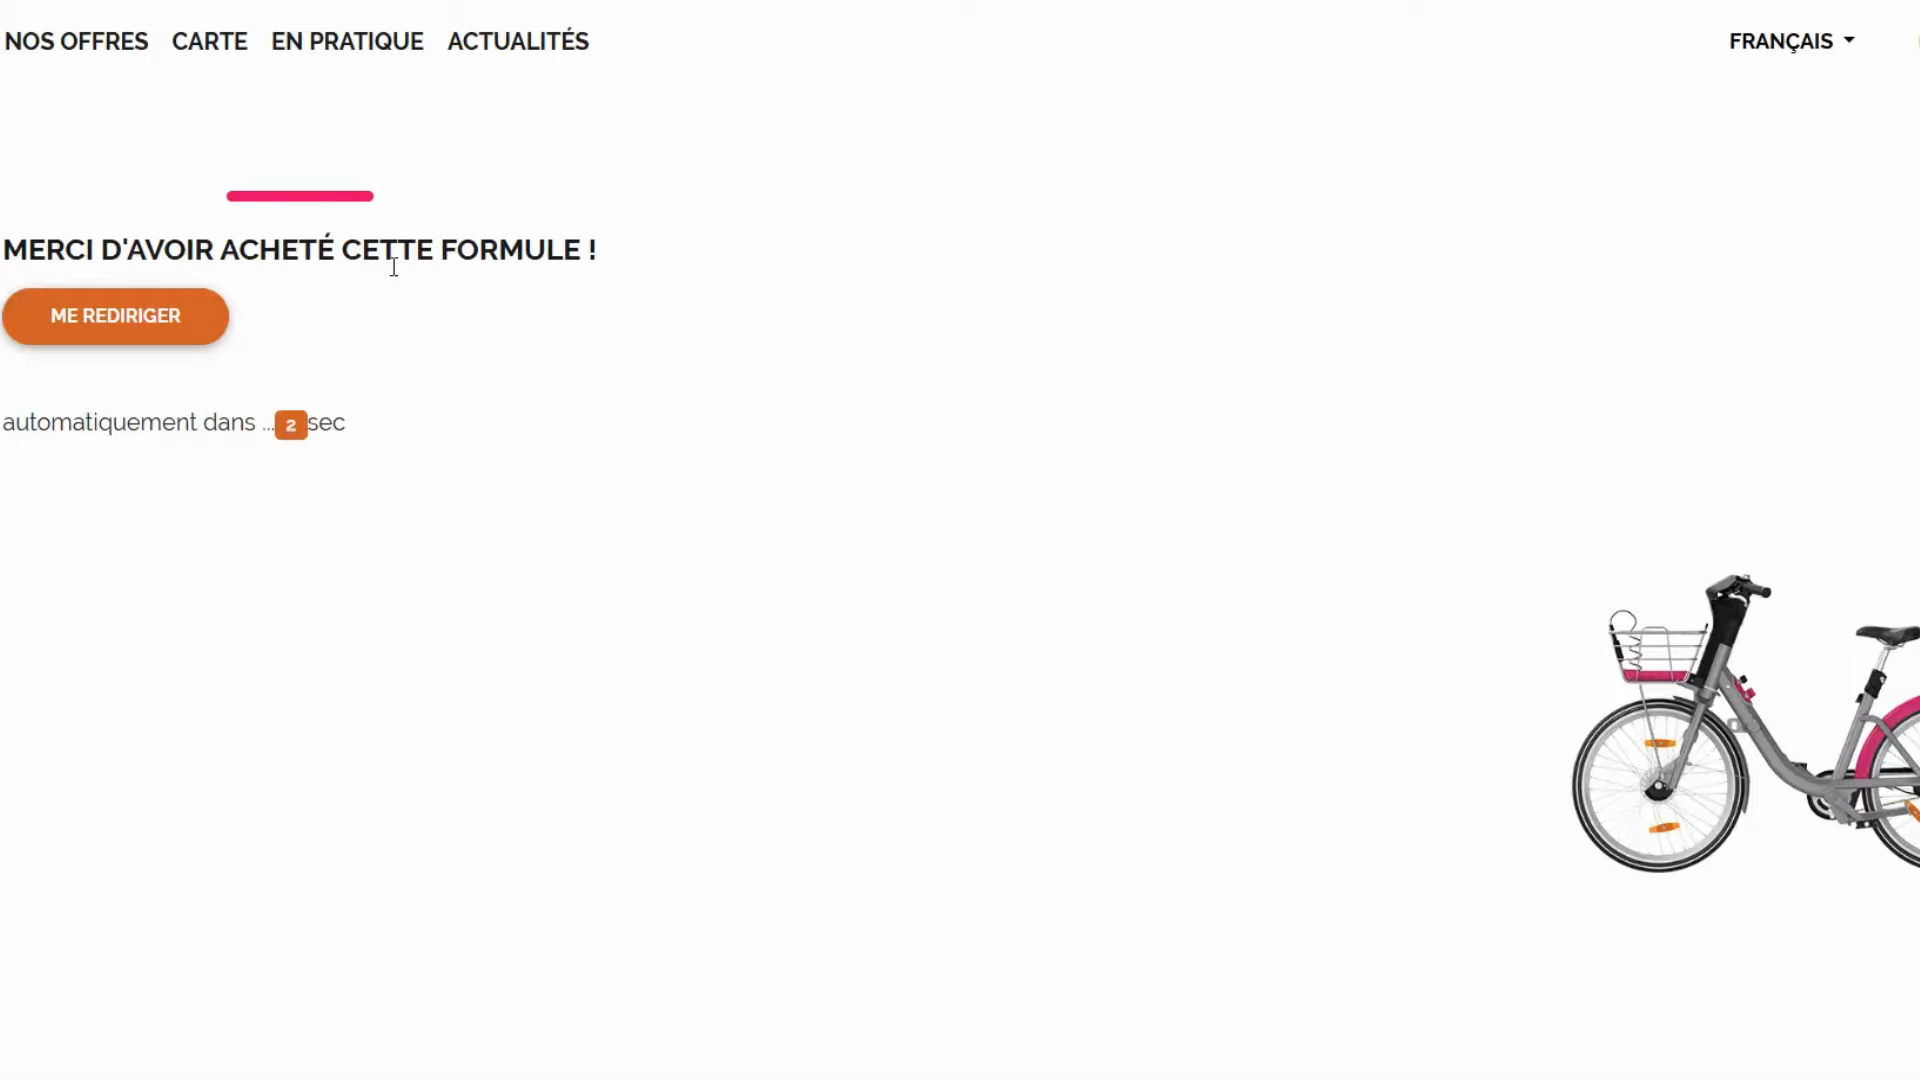 NOS OFFRES CARTE EN PRATIQUE ACTUALITÉS FRANÇAIS
MERCI D'AVOIR ACHETÉ CETTE FORMULE !
ME REDIRIGER
automatiquement dans ... 2 sec